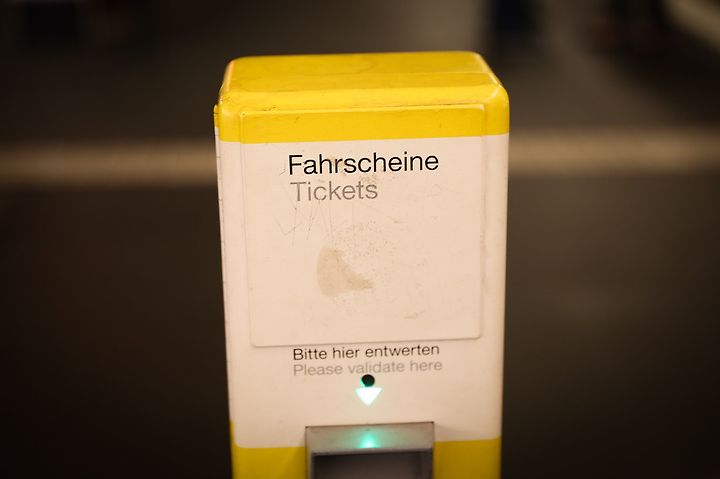 Fahrscheine
Tickets
Bitte hier entwerten
Please validate here